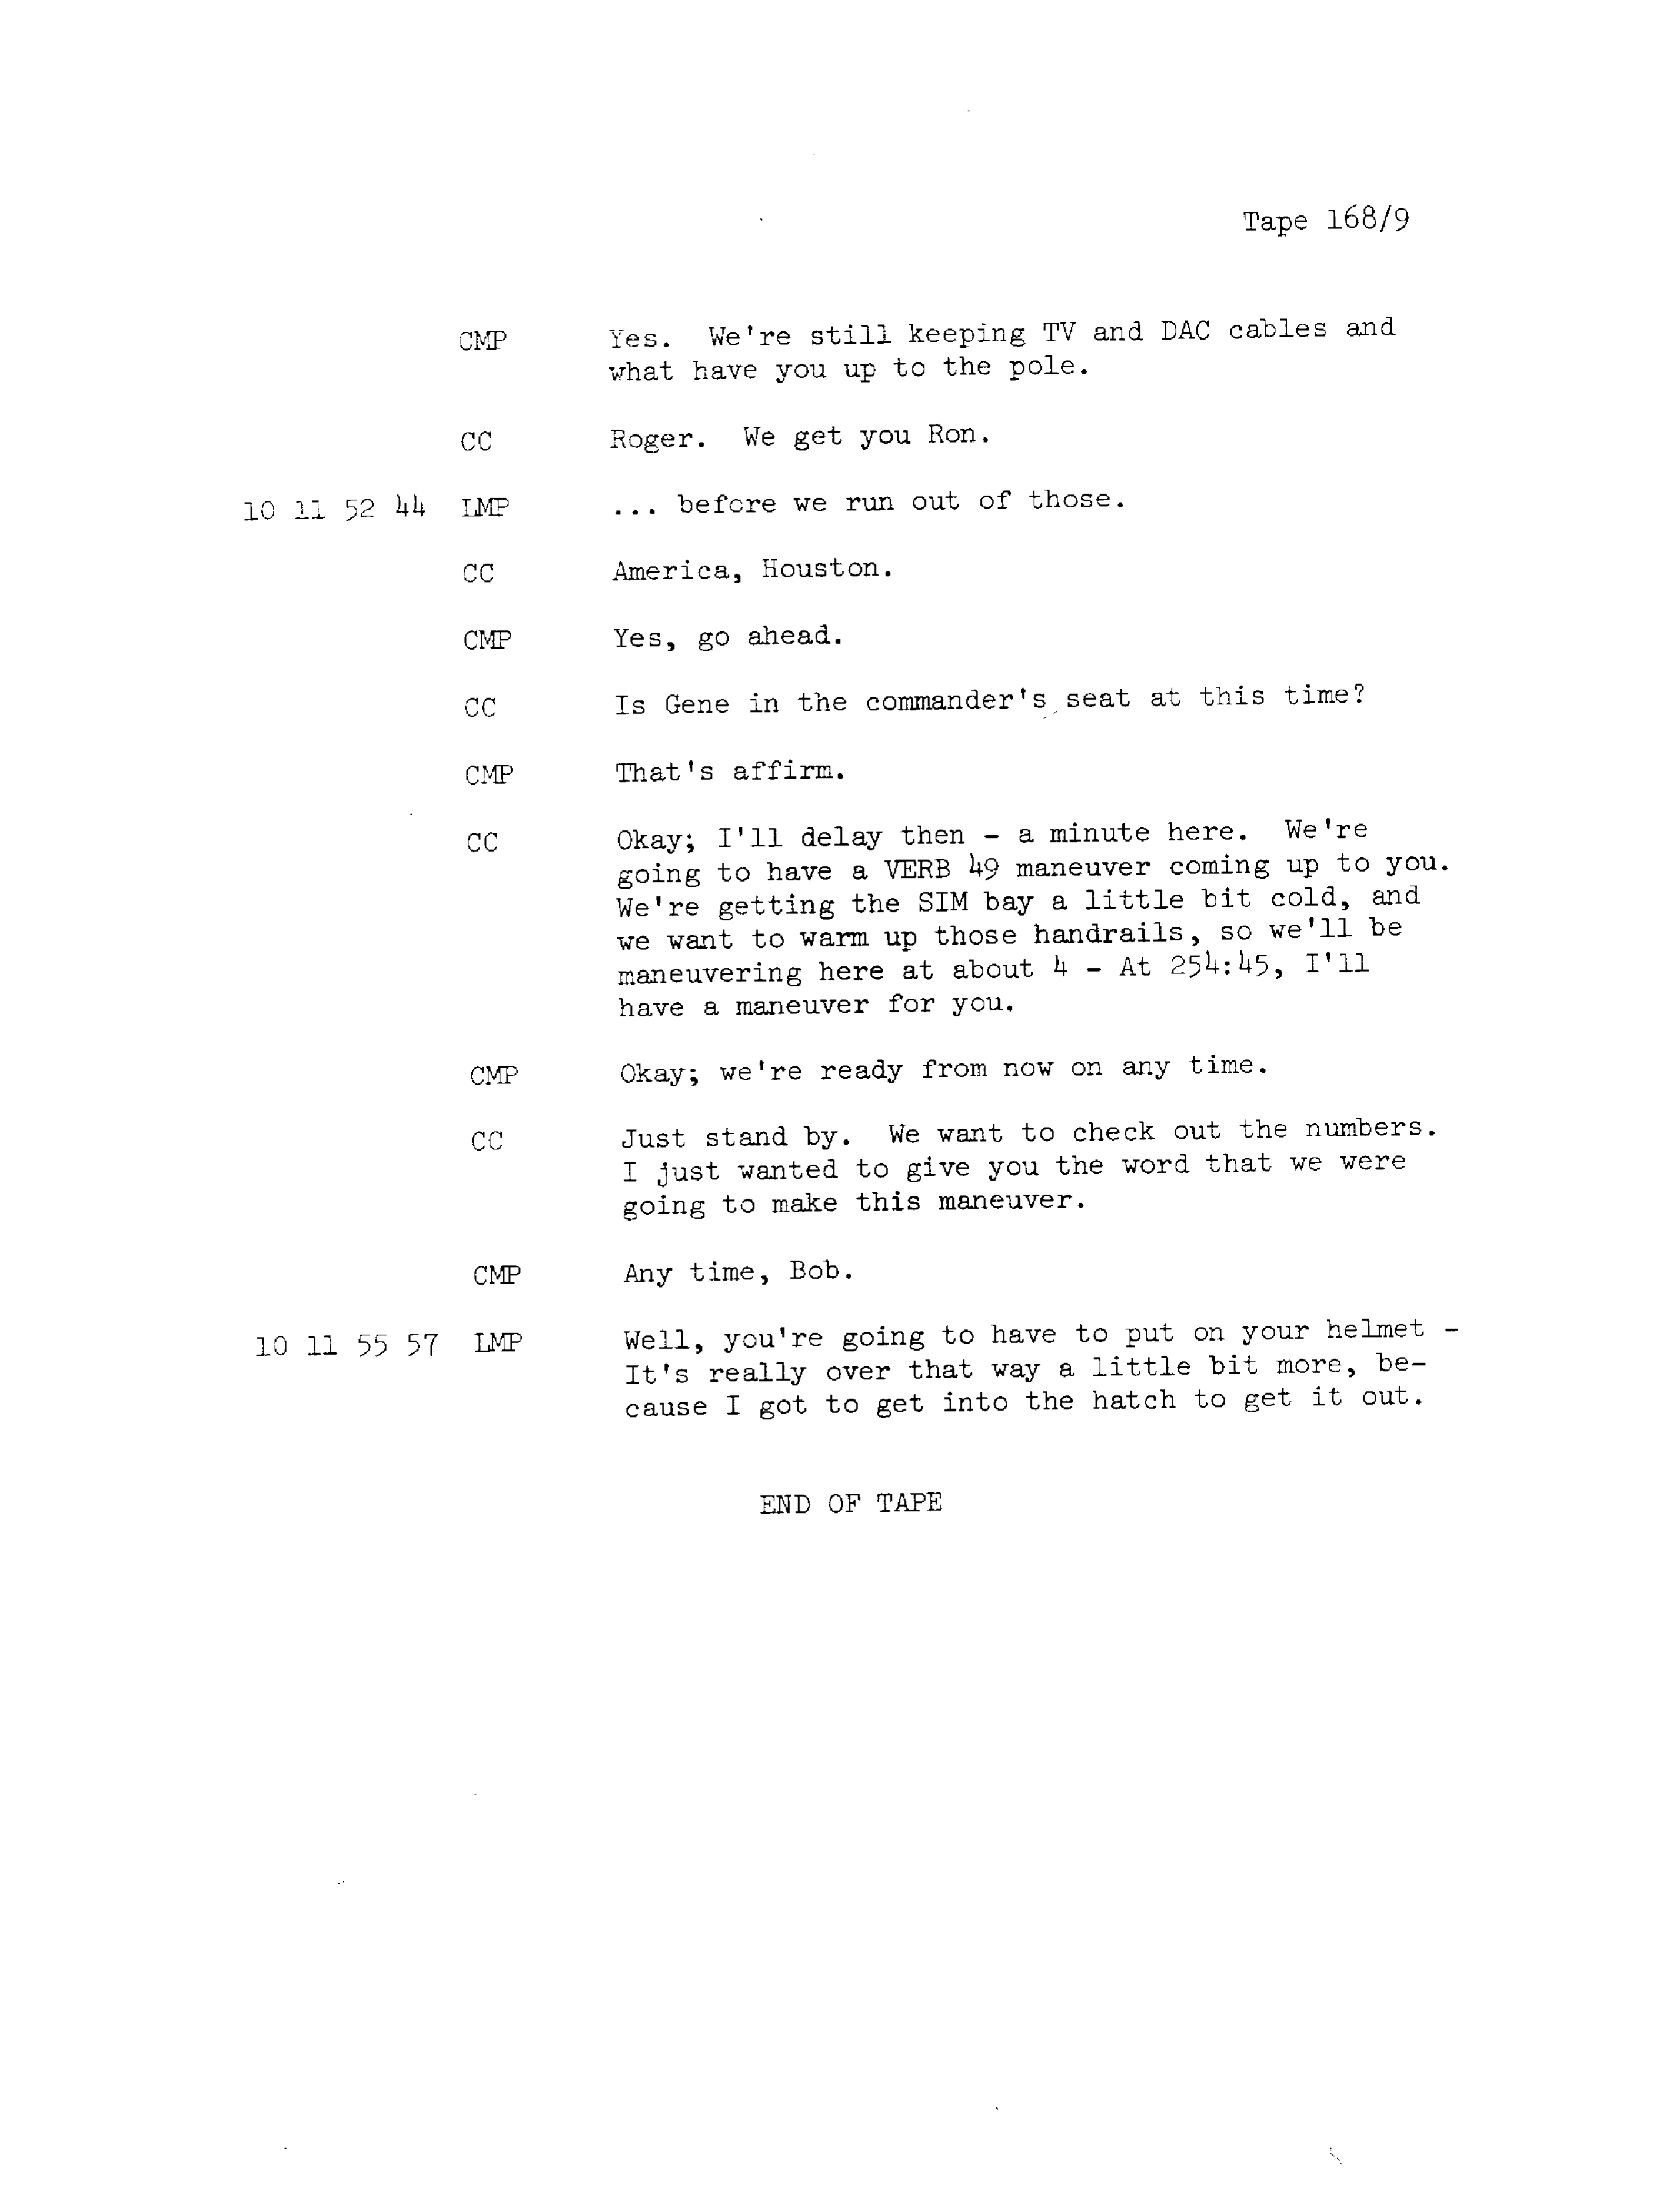 Tape 168/9
CMP Yes. We're still keeping TV and DAC cables and
what have you up to the pole.
CC Roger. We get you Ron.
10 11 52 44 LMP ... before we run out of those.
CC America, Houston.
CMP Yes, go ahead.
CC Is Gene in the commander's seat at this time?
CMP That's affirm.
CC Okay; I'll delay then - a minute here. We're
going to have a VERB 49 maneuver coming up to you.
We're getting the SIM bay a little bit cold, and
we want to warm up those handrails, so we'll be
maneuvering here at about 4 - At 254:45, I'll
have a maneuver for you.
CMP Okay; we're ready from now on any time.
CC Just stand by. We want to check out the numbers.
I just wanted to give you the word that we were
going to make this maneuver.
CMP Any time, Bob.
10 11 55 57 LMP Well, you're going to have to put on your helmet -
It's really over that way a little bit more, be-
cause I got to get into the hatch to get it out.
END OF TAPE